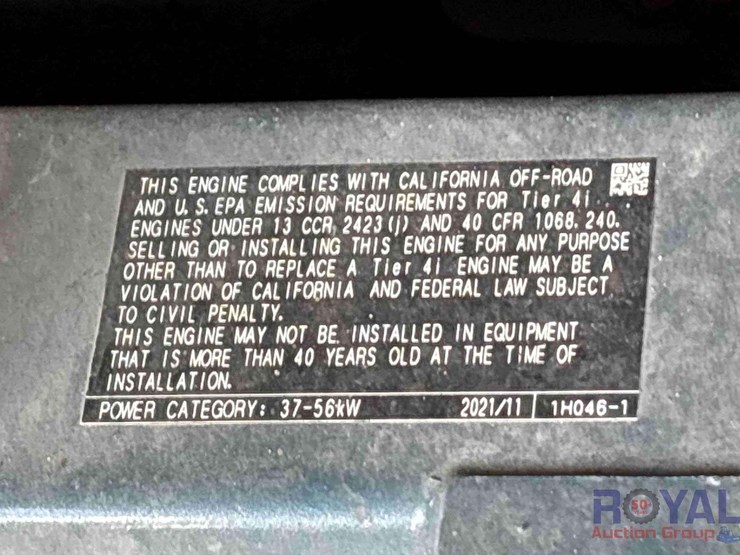 THIS ENGINE COMPLIES WITH CALIFORNIA OFF-ROAD
AND U.S. EPA EMISSION REQUIREMENTS FOR Tier 4i
ENGINES UNDER 13 CCR 2423(j) AND 40 CFR 1068.240.
SELLING OR INSTALLING THIS ENGINE FOR ANY PURPOSE
OTHER THAN TO REPLACE A Tier 4i ENGINE MAY BE A
VIOLATION OF CALIFORNIA AND FEDERAL LAW SUBJECT
TO CIVIL PENALTY.
THIS ENGINE MAY NOT BE INSTALLED IN EQUIPMENT
THAT IS MORE THAN 40 YEARS OLD AT THE TIME OF
INSTALLATION.
POWER CATEGORY: 37-56kW 2021/11 1H046-1
ROYAL
Auction Group